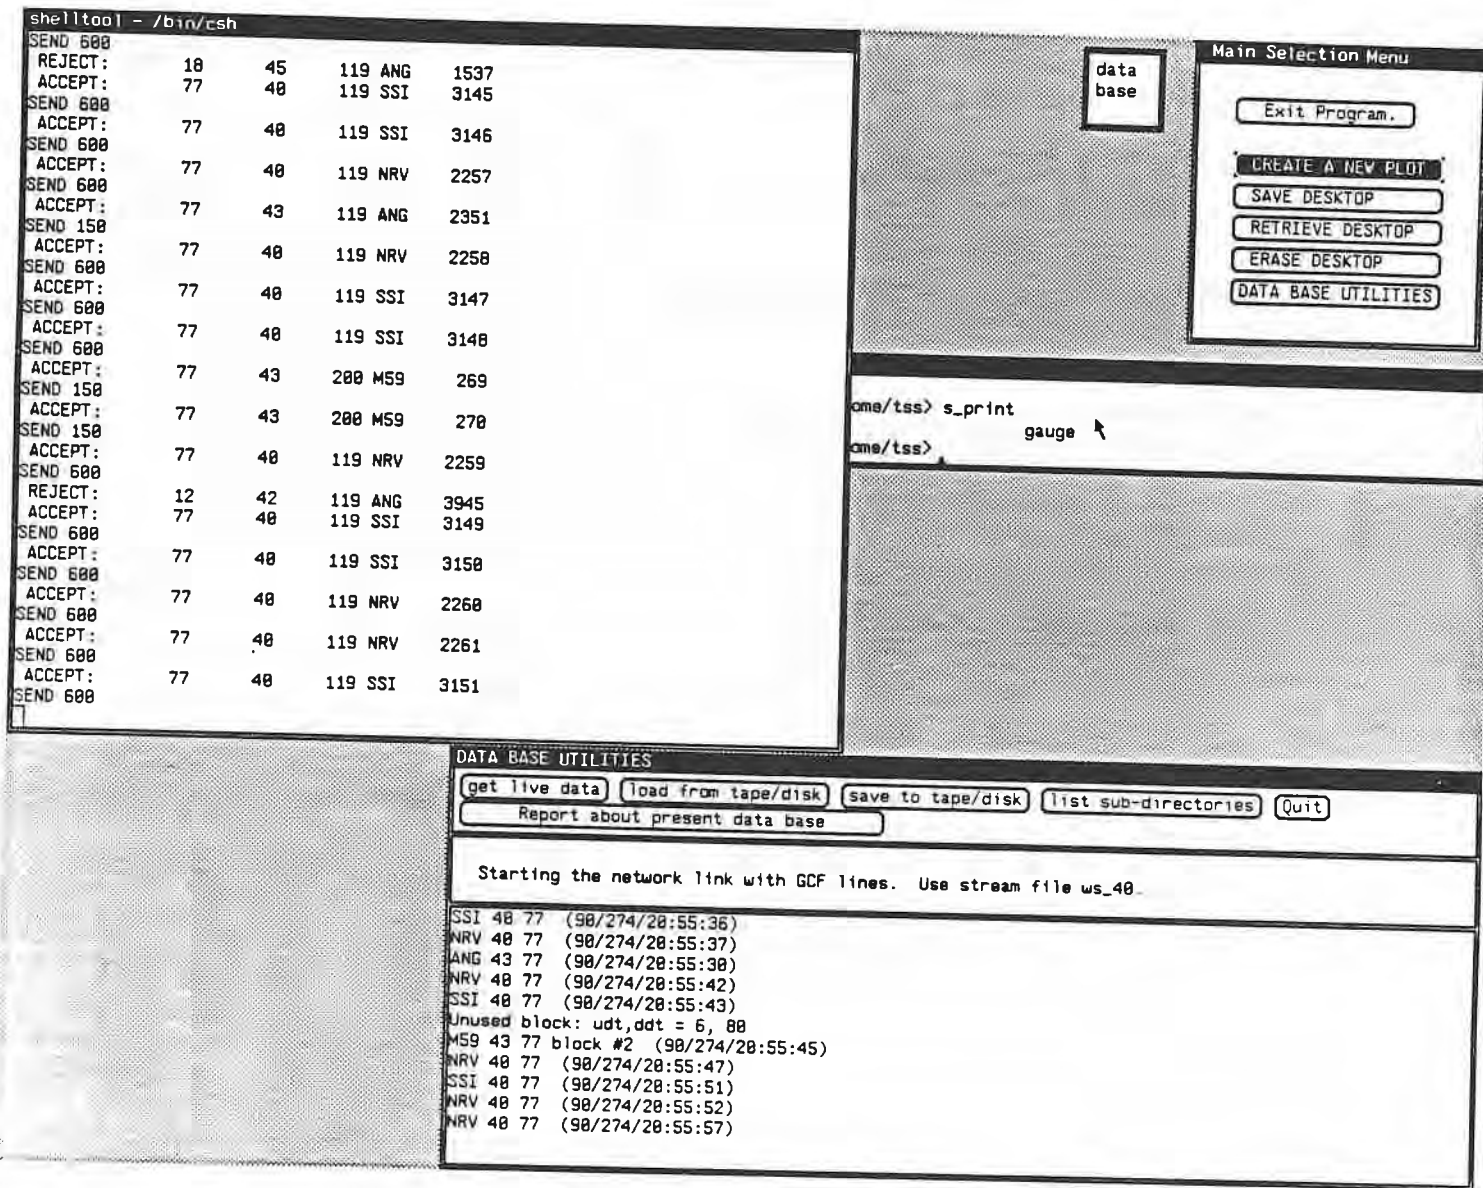 shelltool - /bin/csh
SEND 600
REJECT: 18 45 119 ANG 1537
ACCEPT: 77 40 119 SSI 3145
SEND 600
ACCEPT: 77 40 119 SSI 3146
SEND 600
ACCEPT: 77 40 119 NRV 2257
SEND 600
ACCEPT: 77 43 119 ANG 2351
SEND 150
ACCEPT: 77 40 119 NRV 2258
SEND 600
ACCEPT: 77 40 119 SSI 3147
SEND 600
ACCEPT: 77 40 119 SSI 3148
SEND 600
ACCEPT: 77 43 200 M59 269
SEND 150
ACCEPT: 77 43 200 M59 270
SEND 150
ACCEPT: 77 40 119 NRV 2259
SEND 600
REJECT: 12 42 119 ANG 3945
ACCEPT: 77 40 119 SSI 3149
SEND 600
ACCEPT: 77 40 119 SSI 3150
SEND 600
ACCEPT: 77 40 119 NRV 2260
SEND 600
ACCEPT: 77 40 119 NRV 2261
SEND 600
ACCEPT: 77 40 119 SSI 3151
SEND 600
data
base
Main Selection Menu
Exit Program.
CREATE A NEW PLOT
SAVE DESKTOP
RETRIEVE DESKTOP
ERASE DESKTOP
DATA BASE UTILITIES
ome/tss> s_print
gauge
ome/tss>
DATA BASE UTILITIES
get live data load from tape/disk save to tape/disk list sub-directories Quit
Report about present data base
Starting the network link with GCF lines. Use stream file ws_40.
SSI 40 77 (90/274/20:55:36)
NRV 40 77 (90/274/20:55:37)
ANG 43 77 (90/274/20:55:30)
NRV 40 77 (90/274/20:55:42)
SSI 40 77 (90/274/20:55:43)
Unused block: udt,ddt = 6, 80
M59 43 77 block #2 (90/274/20:55:45)
NRV 40 77 (90/274/20:55:47)
SSI 40 77 (90/274/20:55:51)
NRV 40 77 (90/274/20:55:52)
NRV 40 77 (90/274/20:55:57)